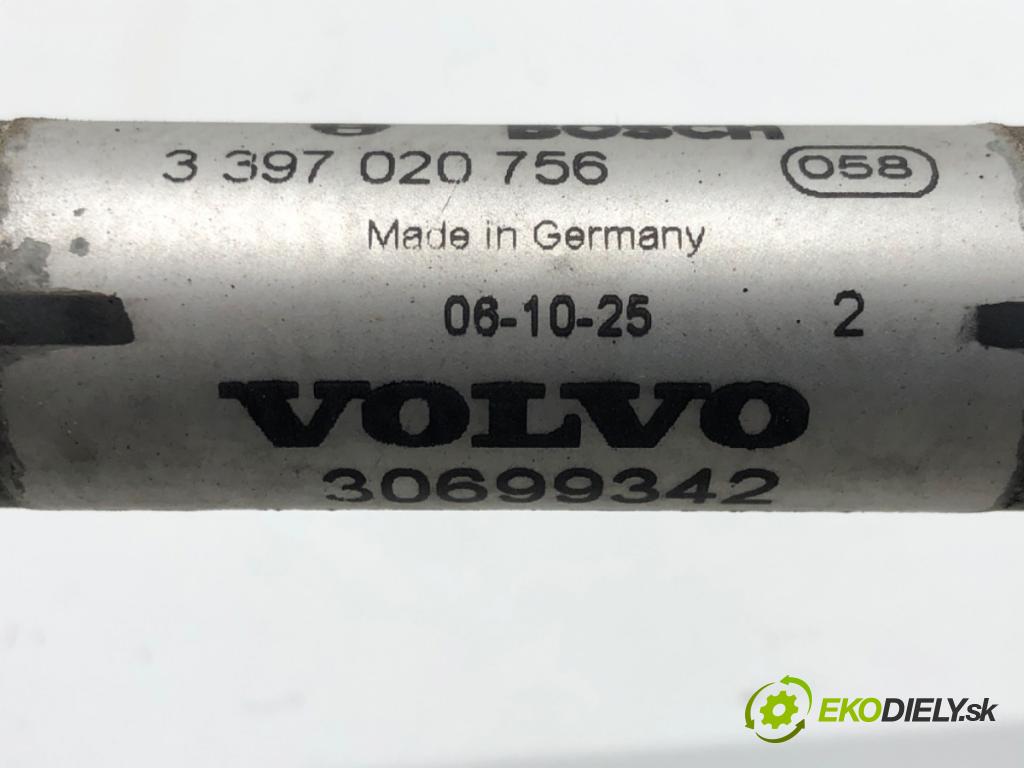 BOSCH
3 397 020 756 058
Made in Germany
06-10-25 2
VOLVO
30699342
EKODIELY.sk